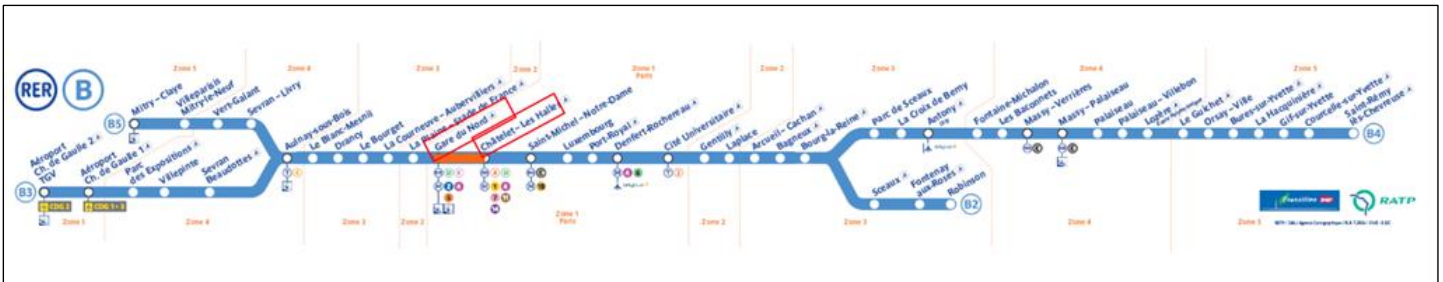 Zone 5
Zone 4
Zone 3
Zone 2
Zone 1
Paris
Zone 2
Zone 3
Zone 4
Zone 5
RER B
B5
Mitry – Claye
Villeparisis
Mitry-le-Neuf
Vert-Galant
Sevran – Livry
B3
Aéroport
Ch. de Gaulle 2
TGV
Aéroport
Ch. de Gaulle 1
Parc
des Expositions
Villepinte
Sevran
Beaudottes
Aulnay-sous-Bois
Le Blanc-Mesnil
Drancy
Le Bourget
La Courneuve – Aubervilliers
La Plaine – Stade de France
Gare du Nord
Châtelet – Les Halles
Saint-Michel – Notre-Dame
Luxembourg
Port-Royal
Denfert-Rochereau
Cité Universitaire
Gentilly
Laplace
Arcueil – Cachan
Bagneux
Bourg-la-Reine
Parc de Sceaux
La Croix de Berny
Antony
Fontaine-Michalon
Les Baconnets
Massy – Verrières
Massy – Palaiseau
Palaiseau
Palaiseau – Villebon
Lozère
Le Guichet
Orsay – Ville
Bures-sur-Yvette
La Hacquinière
Gif-sur-Yvette
Courcelle-sur-Yvette
Saint-Rémy
lès-Chevreuse
B4
Sceaux
Fontenay
aux-Roses
Robinson
B2
CDG 2
CDG 1 - 3
Zone 5
Zone 4
Zone 3
Zone 2
Zone 1
Paris
Zone 2
Zone 3
Zone 4
Zone 5
RATP